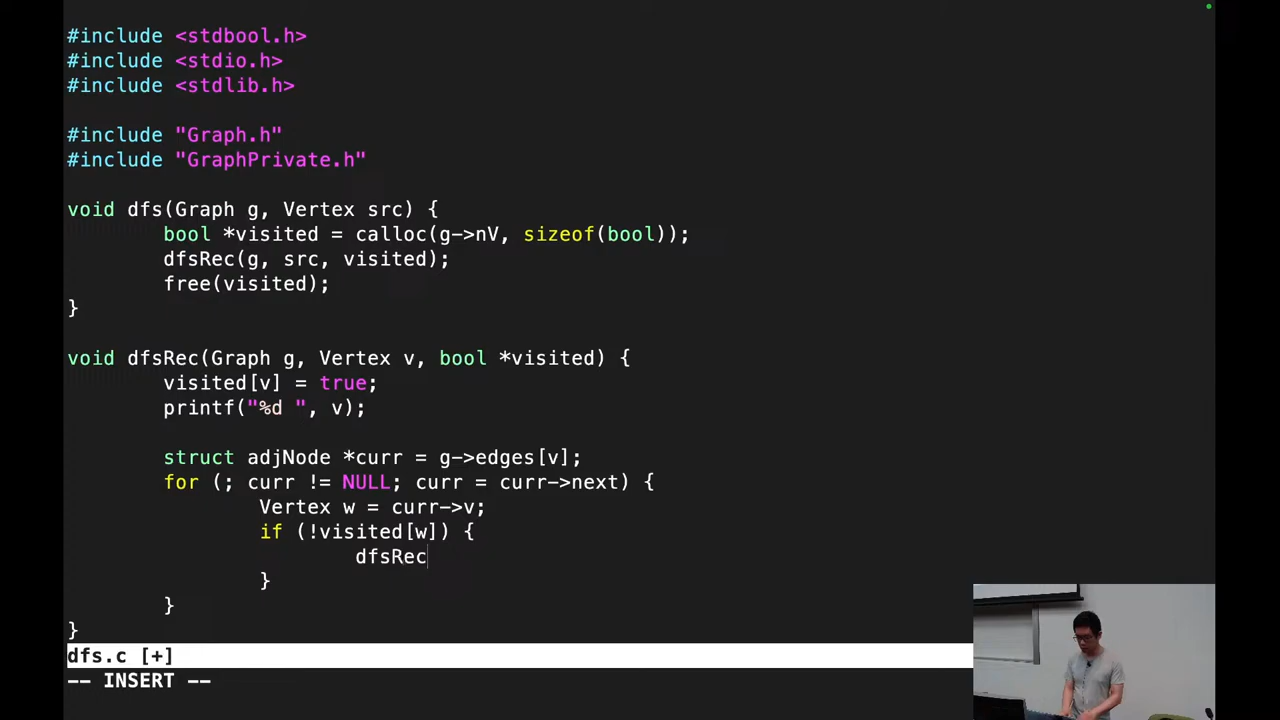 #include <stdbool.h>
#include <stdio.h>
#include <stdlib.h>
#include "Graph.h"
#include "GraphPrivate.h"
void dfs(Graph g, Vertex src) {
bool *visited = calloc(g->nV, sizeof(bool));
dfsRec(g, src, visited);
free(visited);
}
void dfsRec(Graph g, Vertex v, bool *visited) {
visited[v] = true;
printf("%d ", v);
struct adjNode *curr = g->edges[v];
for (; curr != NULL; curr = curr->next) {
Vertex w = curr->v;
if (!visited[w]) {
dfsRec
}
}
}
dfs.c [+]
-- INSERT --